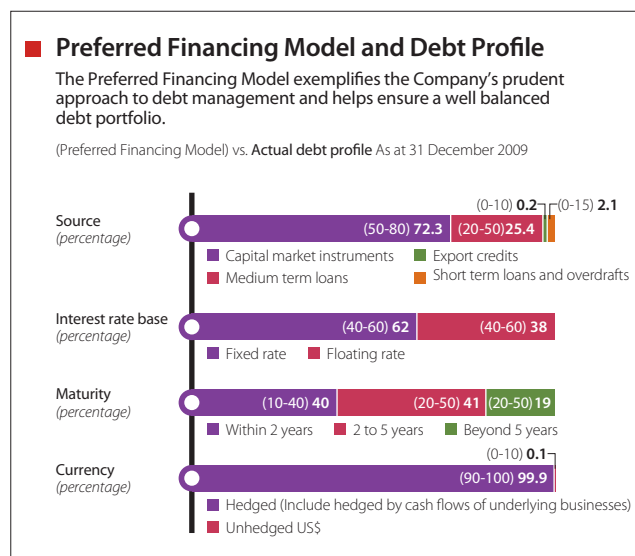 Preferred Financing Model and Debt Profile
The Preferred Financing Model exemplifies the Company's prudent
approach to debt management and helps ensure a well balanced
debt portfolio.
(Preferred Financing Model) vs. Actual debt profile As at 31 December 2009
(0-10) 0.2 (0-15) 2.1
Source
(percentage)
(50-80) 72.3 (20-50) 25.4
Capital market instruments Export credits
Medium term loans Short term loans and overdrafts
Interest rate base
(percentage)
(40-60) 62 (40-60) 38
Fixed rate Floating rate
Maturity
(percentage)
(10-40) 40 (20-50) 41 (20-50) 19
Within 2 years 2 to 5 years Beyond 5 years
(0-10) 0.1
Currency
(percentage)
(90-100) 99.9
Hedged (Include hedged by cash flows of underlying businesses)
Unhedged US$